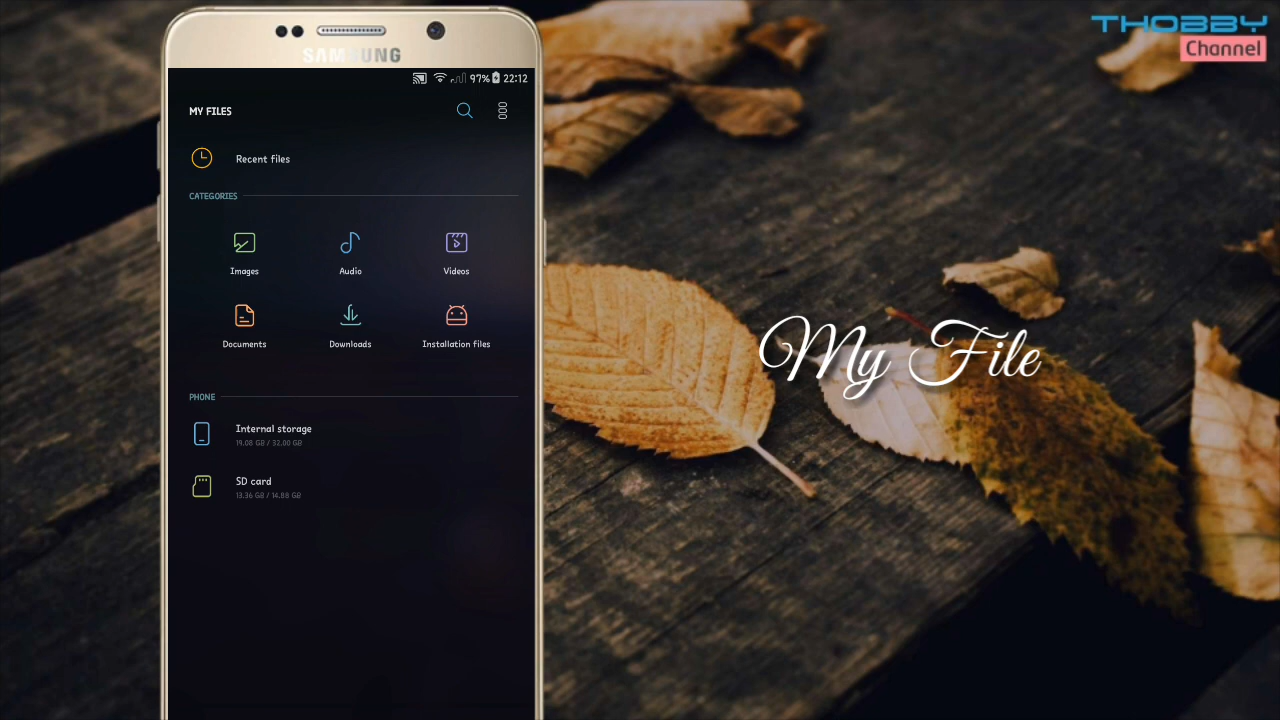 THOBBY
Channel
SAMSUNG
97% 22:12
MY FILES
Recent files
CATEGORIES
Images
Audio
Videos
Documents
Downloads
Installation files
PHONE
Internal storage
19.08 GB / 32.00 GB
SD card
13.36 GB / 14.88 GB
My File